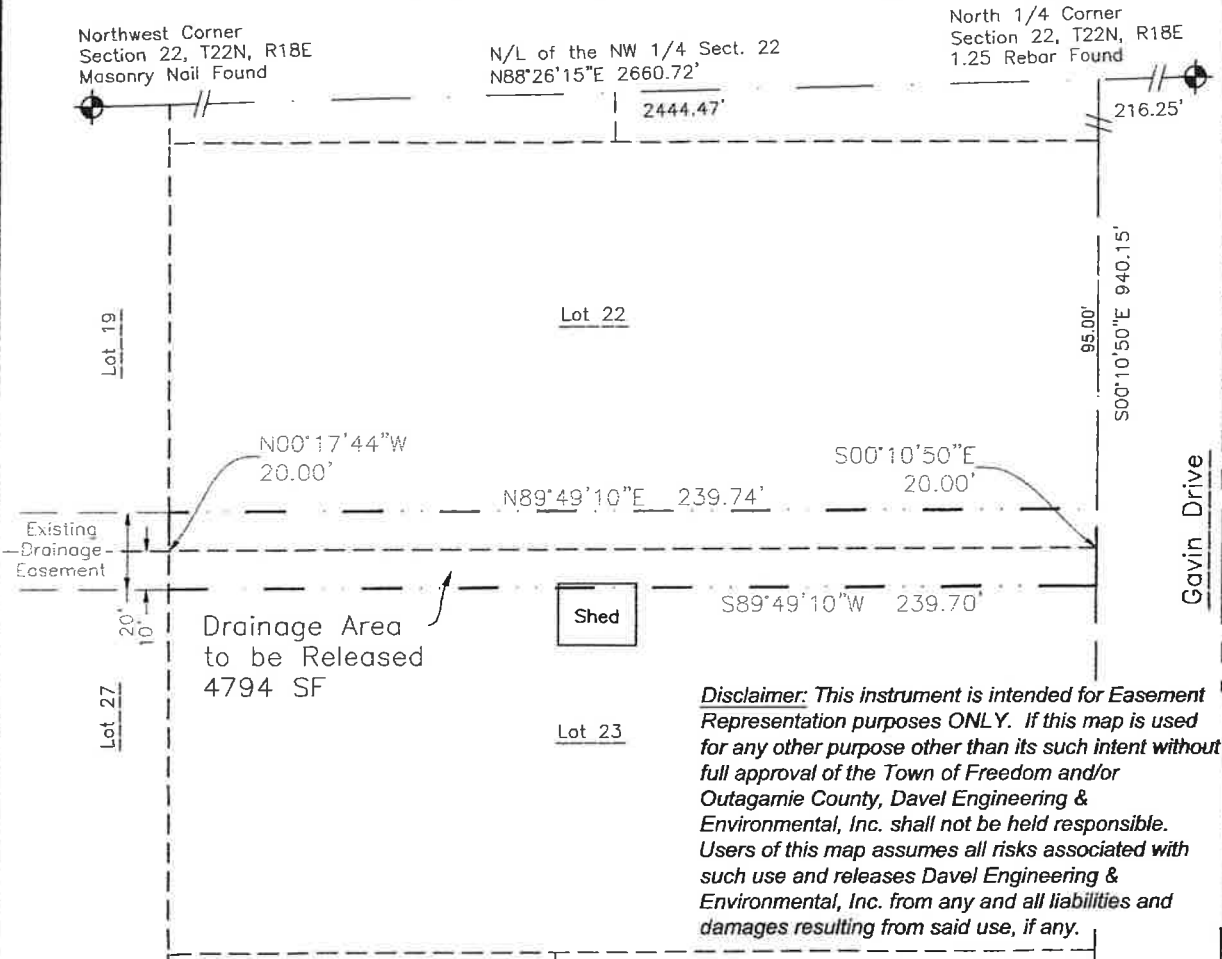 Northwest Corner
Section 22, T22N, R18E
Masonry Nail Found
N/L of the NW 1/4 Sect. 22
N88°26'15"E 2660.72'
2444.47'
North 1/4 Corner
Section 22, T22N, R18E
1.25 Rebar Found
216.25'
Lot 19
Lot 22
95.00'
S00°10'50"E 940.15'
N00°17'44"W
20.00'
S00°10'50"E
20.00'
N89°49'10"E 239.74'
Existing
Drainage
Easement
20'
10'
Drainage Area
to be Released
4794 SF
Shed
S89°49'10"W 239.70'
Gavin Drive
Lot 27
Lot 23
Disclaimer: This instrument is intended for Easement
Representation purposes ONLY. If this map is used
for any other purpose other than its such intent without
full approval of the Town of Freedom and/or
Outagamie County, Davel Engineering &
Environmental, Inc. shall not be held responsible.
Users of this map assumes all risks associated with
such use and releases Davel Engineering &
Environmental, Inc. from any and all liabilities and
damages resulting from said use, if any.